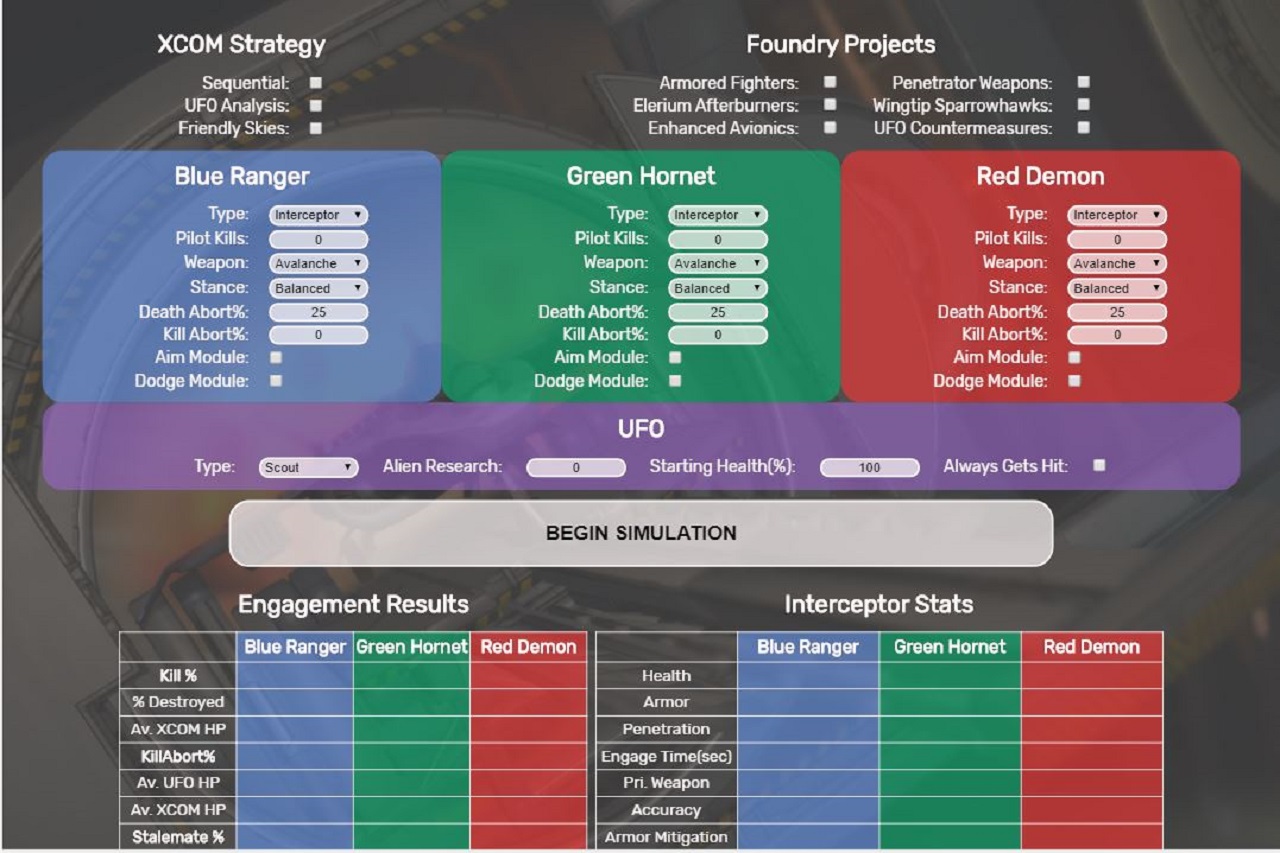 XCOM Strategy
Sequential:
UFO Analysis:
Friendly Skies:
Foundry Projects
Armored Fighters: Penetrator Weapons:
Elerium Afterburners: Wingtip Sparrowhawks:
Enhanced Avionics: UFO Countermeasures:
Blue Ranger
Type: Interceptor
Pilot Kills: 0
Weapon: Avalanche
Stance: Balanced
Death Abort%: 25
Kill Abort%: 0
Aim Module:
Dodge Module:
Green Hornet
Type: Interceptor
Pilot Kills: 0
Weapon: Avalanche
Stance: Balanced
Death Abort%: 25
Kill Abort%: 0
Aim Module:
Dodge Module:
Red Demon
Type: Interceptor
Pilot Kills: 0
Weapon: Avalanche
Stance: Balanced
Death Abort%: 25
Kill Abort%: 0
Aim Module:
Dodge Module:
UFO
Type: Scout Alien Research: 0 Starting Health(%): 100 Always Gets Hit:
BEGIN SIMULATION
Engagement Results
Blue Ranger Green Hornet Red Demon
Kill %
% Destroyed
Av. XCOM HP
KillAbort%
Av. UFO HP
Av. XCOM HP
Stalemate %
Interceptor Stats
Blue Ranger Green Hornet Red Demon
Health
Armor
Penetration
Engage Time(sec)
Pri. Weapon
Accuracy
Armor Mitigation